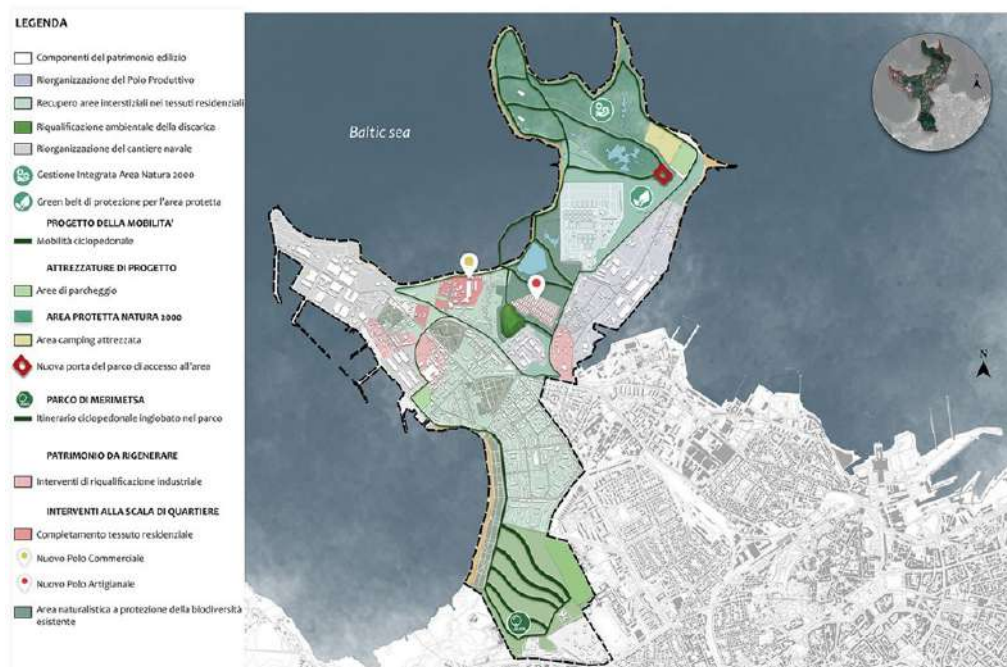 LEGENDA
Componenti del patrimonio edilizio
Riorganizzazione del Polo Produttivo
Recupero aree interstiziali nei tessuti residenziali
Riqualificazione ambientale della discarica
Riorganizzazione del cantiere navale
Gestione Integrata Area Natura 2000
Green belt di protezione per l'area protetta
PROGETTO DELLA MOBILITA'
Mobilità ciclopedonale
ATTREZZATURE DI PROGETTO
Aree di parcheggio
AREA PROTETTA NATURA 2000
Area camping attrezzata
Nuova porta del parco di accesso all'area
PARCO DI MERIMETSA
Itinerario ciclopedonale inglobato nel parco
PATRIMONIO DA RIGENERARE
Interventi di riqualificazione industriale
INTERVENTI ALLA SCALA DI QUARTIERE
Completamento tessuto residenziale
Nuovo Polo Commerciale
Nuovo Polo Artigianale
Area naturalistica a protezione della biodiversità
esistente
Baltic sea
N